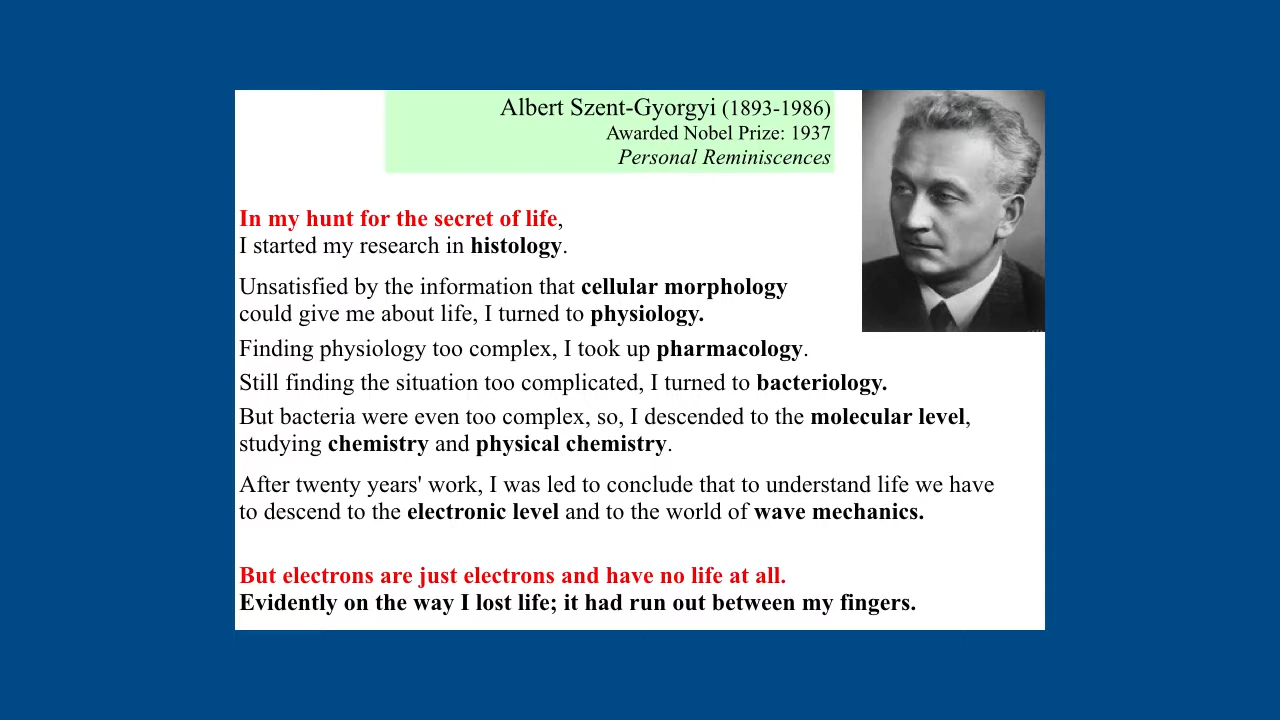 Albert Szent-Gyorgyi (1893-1986)
Awarded Nobel Prize: 1937
Personal Reminiscences
In my hunt for the secret of life,
I started my research in histology.
Unsatisfied by the information that cellular morphology
could give me about life, I turned to physiology.
Finding physiology too complex, I took up pharmacology.
Still finding the situation too complicated, I turned to bacteriology.
But bacteria were even too complex, so, I descended to the molecular level,
studying chemistry and physical chemistry.
After twenty years' work, I was led to conclude that to understand life we have
to descend to the electronic level and to the world of wave mechanics.
But electrons are just electrons and have no life at all.
Evidently on the way I lost life; it had run out between my fingers.